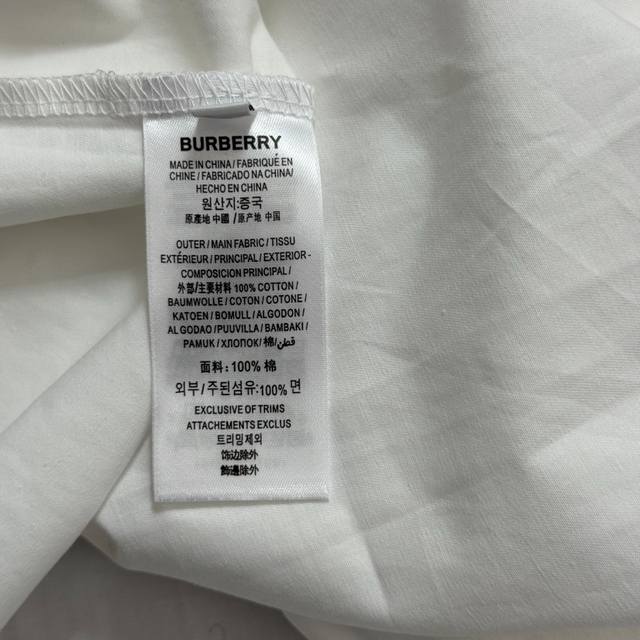 BURBERRY
MADE IN CHINA / FABRIQUÉ EN
CHINE / FABRICADO NA CHINA/
HECHO EN CHINA
원산지:중국
原產地 中國 / 原产地 中国
OUTER / MAIN FABRIC / TISSU
EXTÉRIEUR / PRINCIPAL / EXTERIOR -
COMPOSICION PRINCIPAL /
外部/主要材料 100% COTTON /
BAUMWOLLE / COTON / COTONE /
KATOEN / BOMULL / ALGODON /
ALGODAO / PUUVILLA / BAMBAKI /
PAMUK / ХЛОПОК / 棉/قطن
面料: 100% 棉
외부 / 주된섬유:100% 면
EXCLUSIVE OF TRIMS
ATTACHEMENTS EXCLUS
트리밍제외
饰边除外
飾邊除外